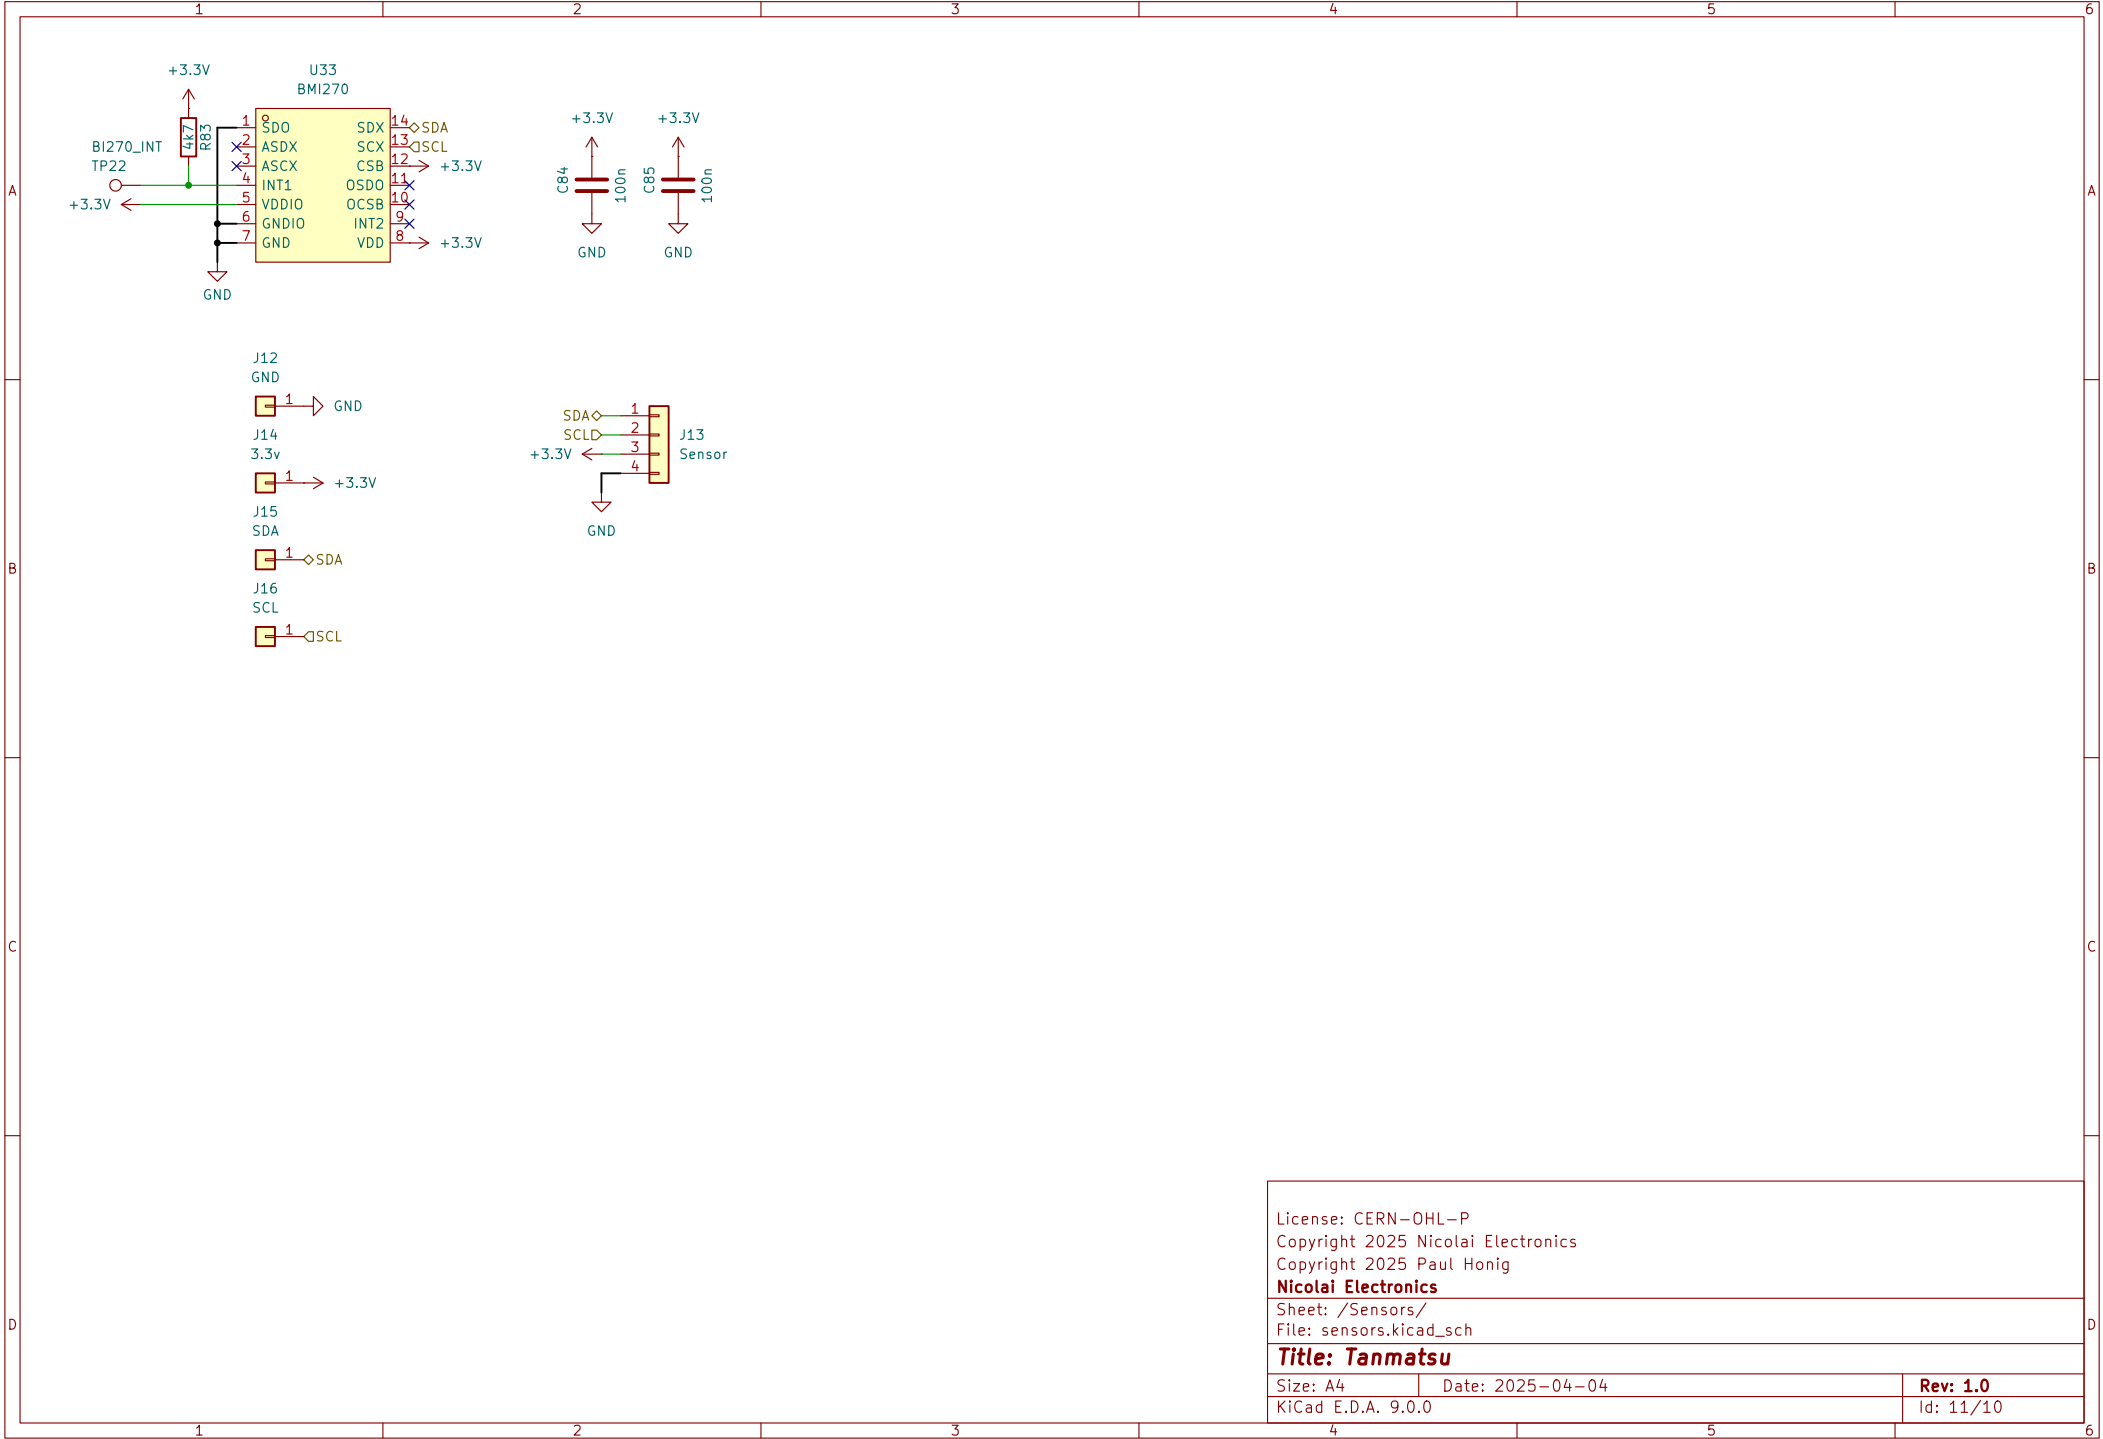 1 2 3 4 5 6
A
B
C
D
A
B
C
D
1 2 3 4 5 6
+3.3V
4k7
R83
BI270_INT
TP22
+3.3V
U33
BMI270
1 SDO
2 ASDX
3 ASCX
4 INT1
5 VDDIO
6 GNDIO
7 GND
SDX 14 SDA
SCX 13 SCL
CSB 12 +3.3V
OSDO 11
OCSB 10
INT2 9
VDD 8 +3.3V
GND
+3.3V
C84
100n
GND
+3.3V
C85
100n
GND
J12
GND
1 GND
J14
3.3v
1 +3.3V
J15
SDA
1 SDA
J16
SCL
1 SCL
SDA 1
SCL 2
+3.3V 3
4
GND
J13
Sensor
License: CERN-OHL-P
Copyright 2025 Nicolai Electronics
Copyright 2025 Paul Honig
Nicolai Electronics
Sheet: /Sensors/
File: sensors.kicad_sch
Title: Tanmatsu
Size: A4 Date: 2025-04-04 Rev: 1.0
KiCad E.D.A. 9.0.0 Id: 11/10